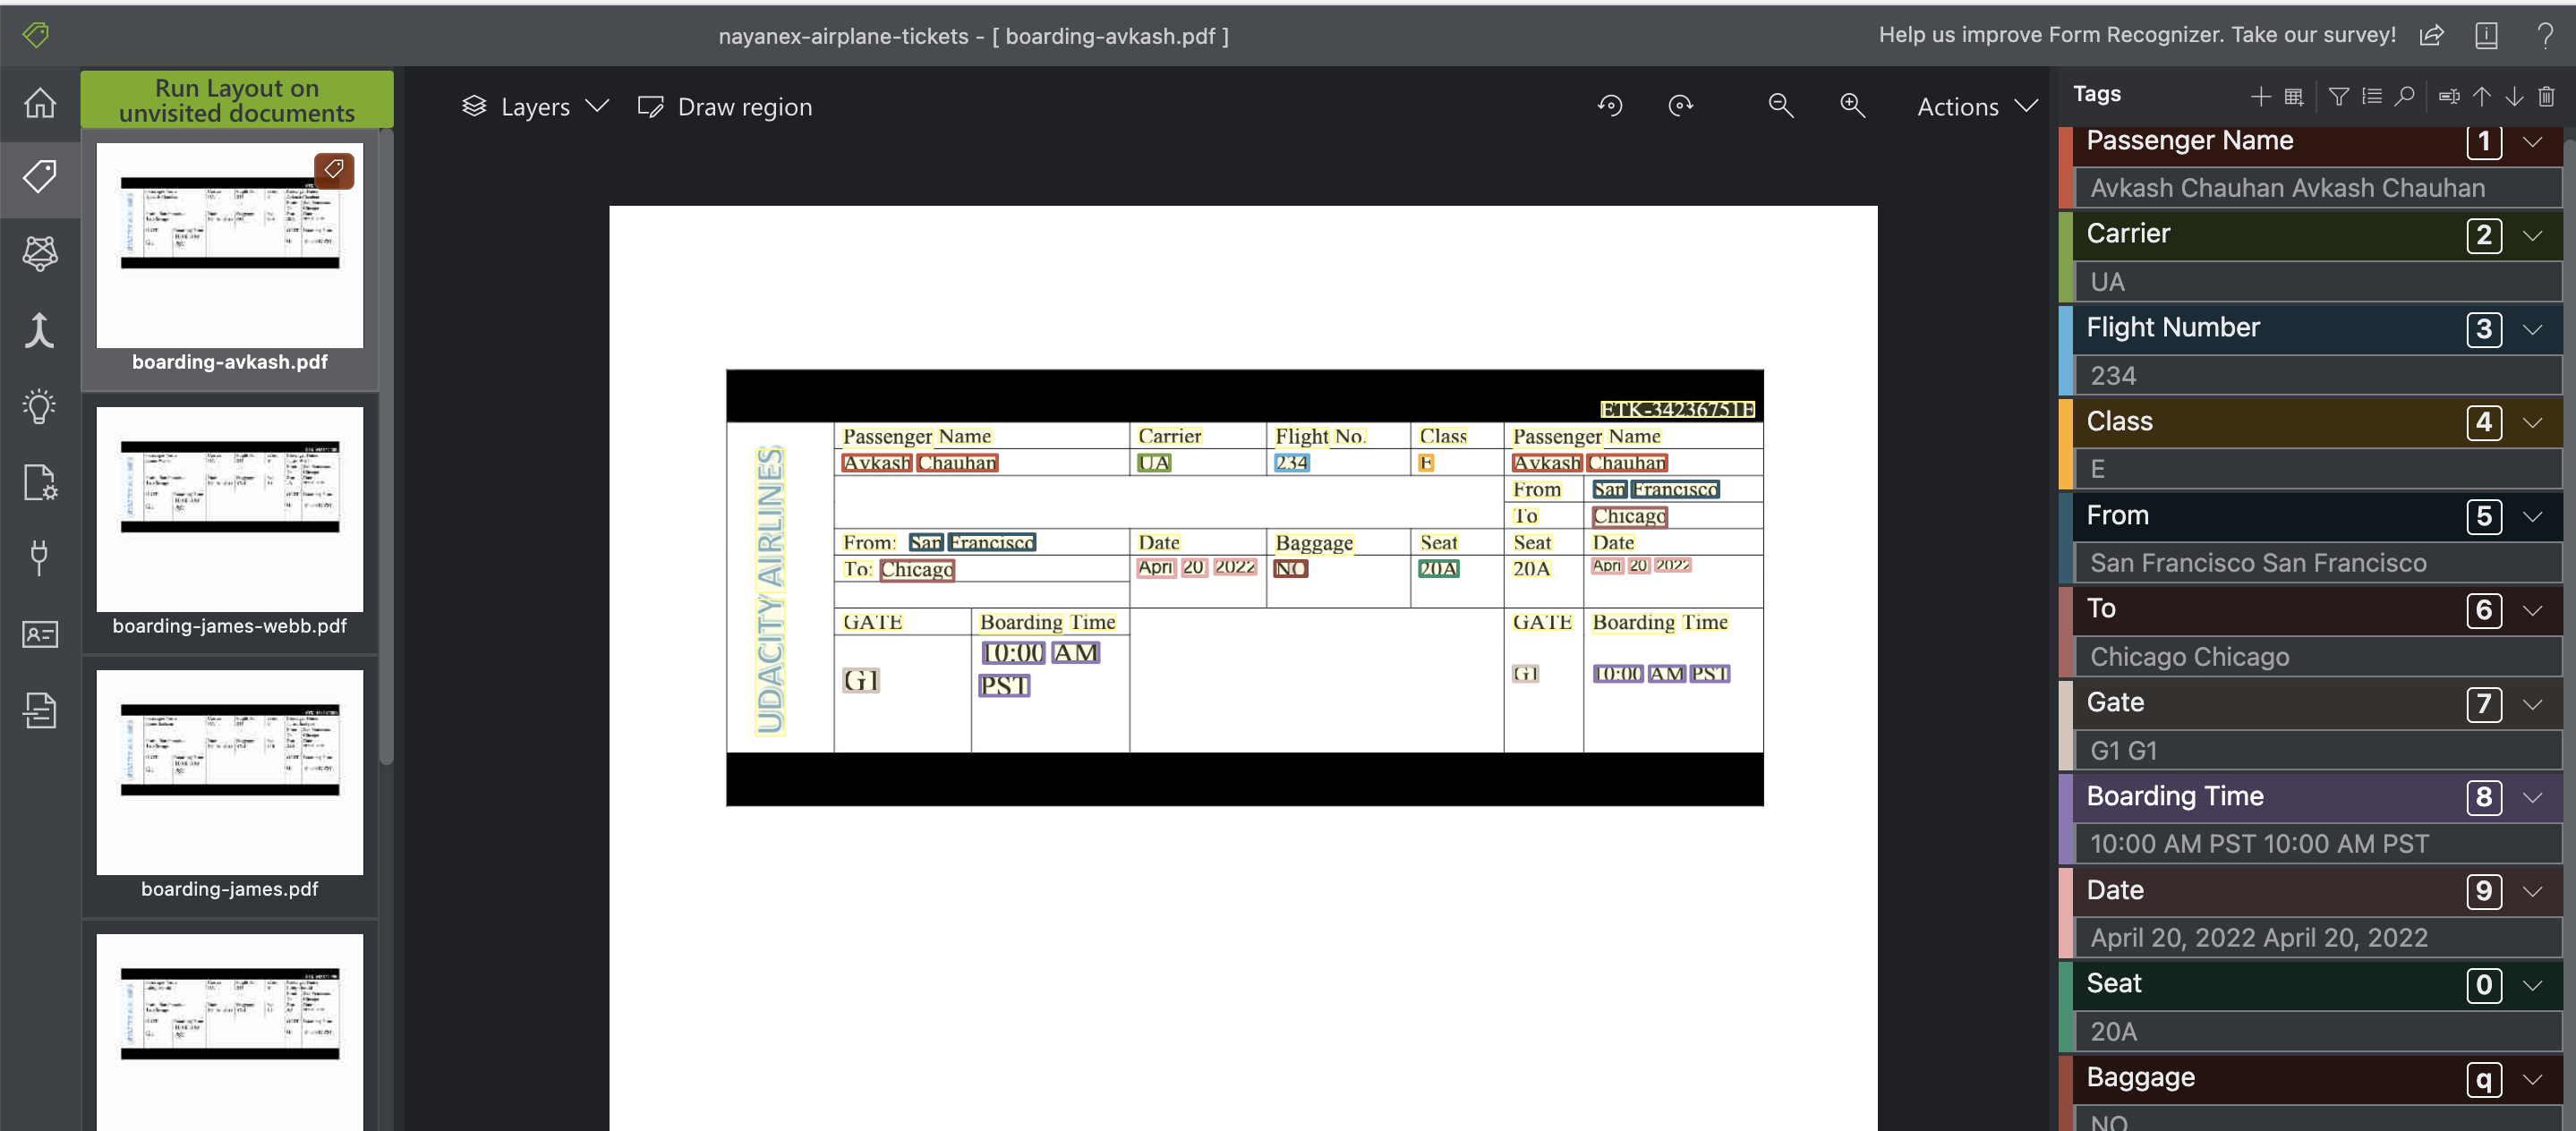 nayanex-airplane-tickets - [ boarding-avkash.pdf ]
Help us improve Form Recognizer. Take our survey!
Run Layout on
unvisited documents
boarding-avkash.pdf
boarding-james-webb.pdf
boarding-james.pdf
Layers
Draw region
Actions
ETK-34236751E
UDACITY AIRLINES
Passenger Name Carrier Flight No. Class Passenger Name
Avkash Chauhan UA 234 E Avkash Chauhan
From San Francisco
To Chicago
From: San Francisco Date Baggage Seat Seat Date
To: Chicago April 20, 2022 NO 20A 20A April 20, 2022
GATE Boarding Time GATE Boarding Time
10:00 AM
G1 PST G1 10:00 AM PST
Tags
Passenger Name 1
Avkash Chauhan Avkash Chauhan
Carrier 2
UA
Flight Number 3
234
Class 4
E
From 5
San Francisco San Francisco
To 6
Chicago Chicago
Gate 7
G1 G1
Boarding Time 8
10:00 AM PST 10:00 AM PST
Date 9
April 20, 2022 April 20, 2022
Seat 0
20A
Baggage q
NO